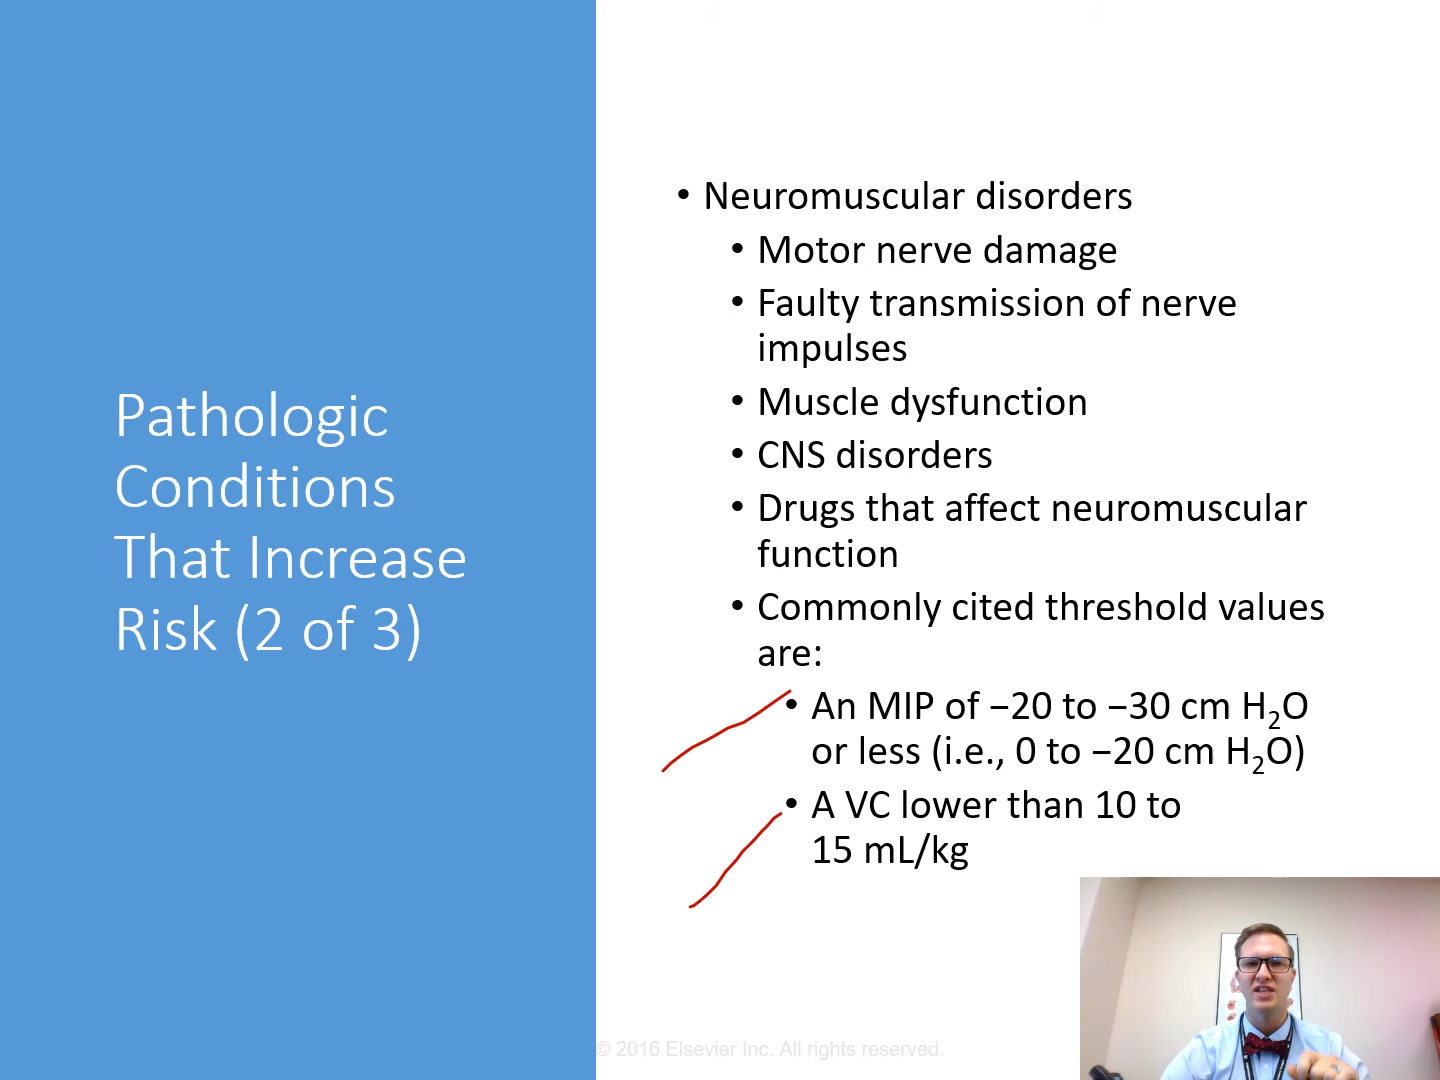 Pathologic
Conditions
That Increase
Risk (2 of 3)
• Neuromuscular disorders
• Motor nerve damage
• Faulty transmission of nerve
impulses
• Muscle dysfunction
• CNS disorders
• Drugs that affect neuromuscular
function
• Commonly cited threshold values
are:
• An MIP of −20 to −30 cm H₂O
or less (i.e., 0 to −20 cm H₂O)
• A VC lower than 10 to
15 mL/kg
© 2016 Elsevier Inc. All rights reserved.